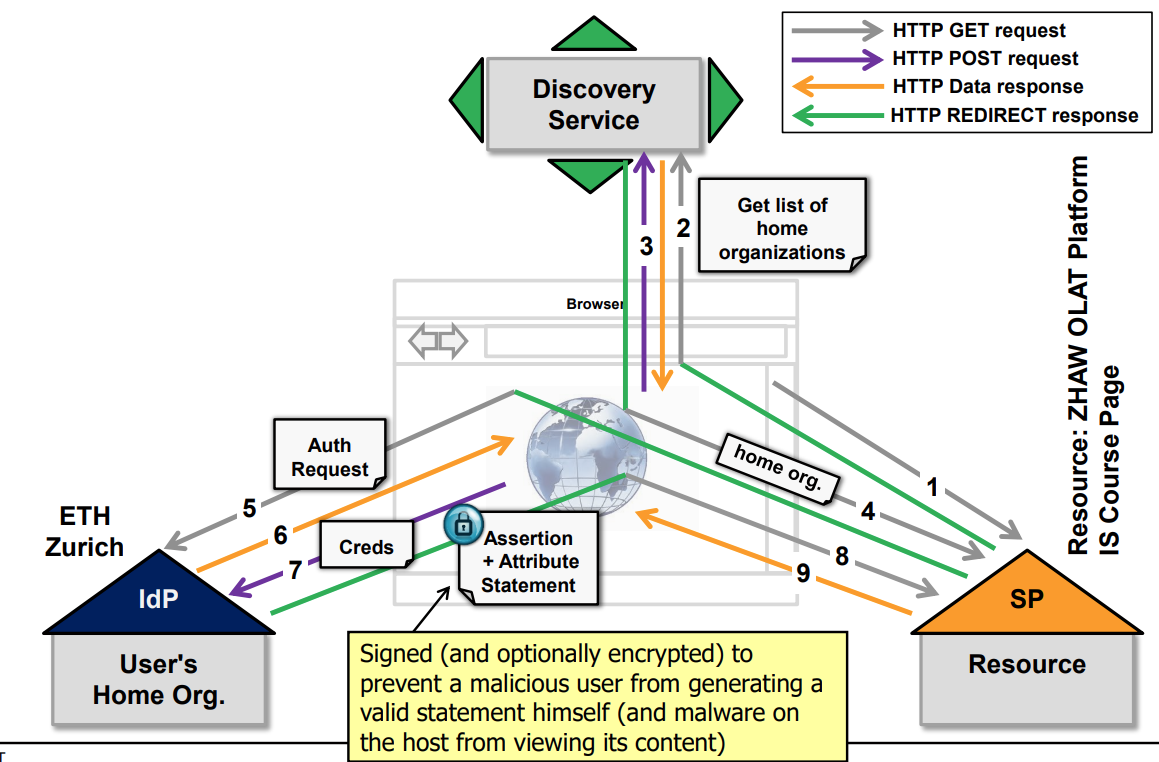 HTTP GET request
HTTP POST request
HTTP Data response
HTTP REDIRECT response
Discovery
Service
Get list of
home
organizations
2
3
Browser
Resource: ZHAW OLAT Platform
IS Course Page
Auth
Request
home org.
1
4
5
6
ETH
Zurich
Creds
7
Assertion
+ Attribute
Statement
8
9
IdP
User's
Home Org.
SP
Resource
Signed (and optionally encrypted) to
prevent a malicious user from generating a
valid statement himself (and malware on
the host from viewing its content)